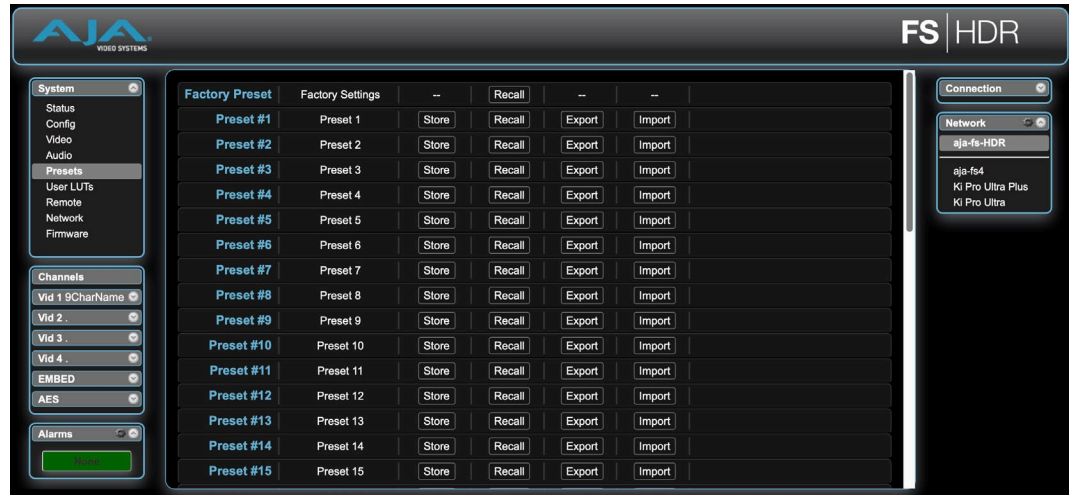 AJA
VIDEO SYSTEMS
FS HDR
System
Status
Config
Video
Audio
Presets
User LUTs
Remote
Network
Firmware
Channels
Vid 1 9CharName
Vid 2 .
Vid 3 .
Vid 4 .
EMBED
AES
Alarms
None
Factory Preset Factory Settings -- Recall -- --
Preset #1 Preset 1 Store Recall Export Import
Preset #2 Preset 2 Store Recall Export Import
Preset #3 Preset 3 Store Recall Export Import
Preset #4 Preset 4 Store Recall Export Import
Preset #5 Preset 5 Store Recall Export Import
Preset #6 Preset 6 Store Recall Export Import
Preset #7 Preset 7 Store Recall Export Import
Preset #8 Preset 8 Store Recall Export Import
Preset #9 Preset 9 Store Recall Export Import
Preset #10 Preset 10 Store Recall Export Import
Preset #11 Preset 11 Store Recall Export Import
Preset #12 Preset 12 Store Recall Export Import
Preset #13 Preset 13 Store Recall Export Import
Preset #14 Preset 14 Store Recall Export Import
Preset #15 Preset 15 Store Recall Export Import
Connection
Network
aja-fs-HDR
aja-fs4
Ki Pro Ultra Plus
Ki Pro Ultra